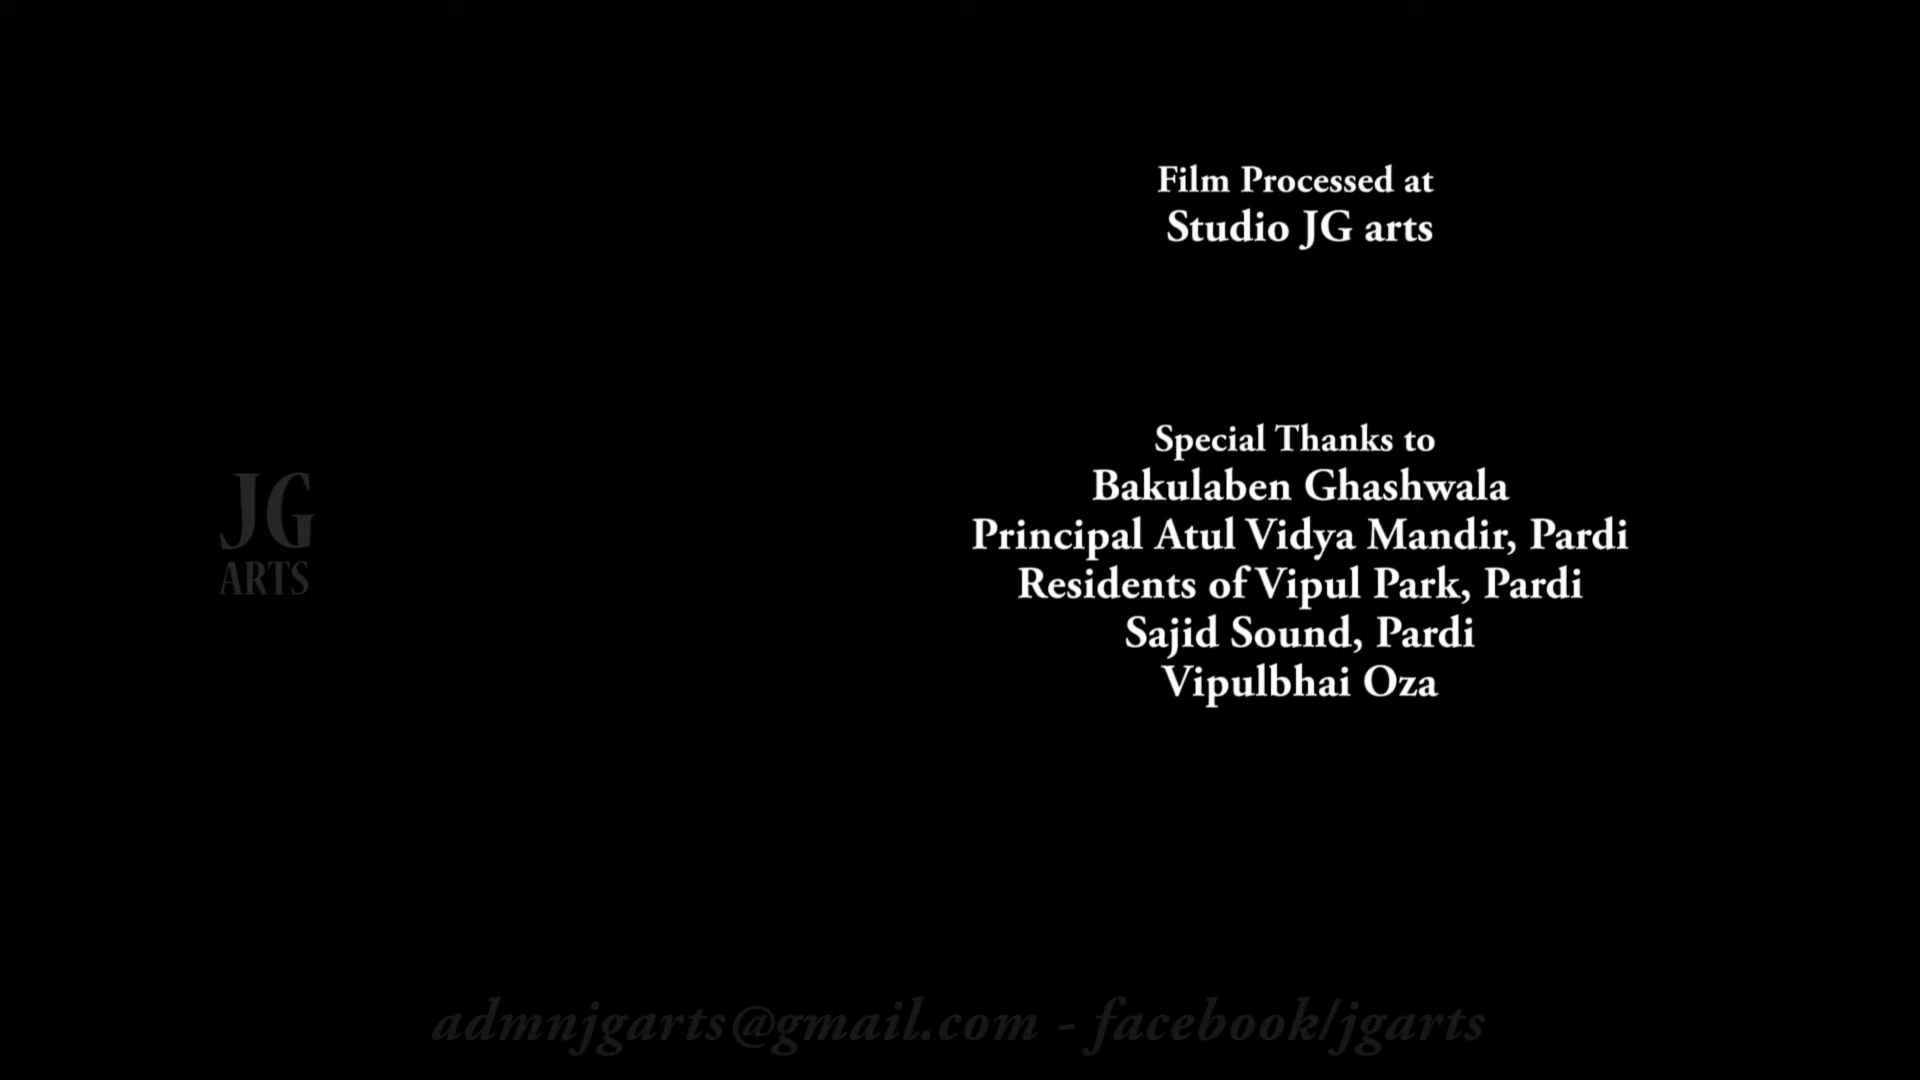 Film Processed at
Studio JG arts
Special Thanks to
Bakulaben Ghashwala
Principal Atul Vidya Mandir, Pardi
Residents of Vipul Park, Pardi
Sajid Sound, Pardi
Vipulbhai Oza
JG
ARTS
admnjgarts@gmail.com - facebook/jgarts